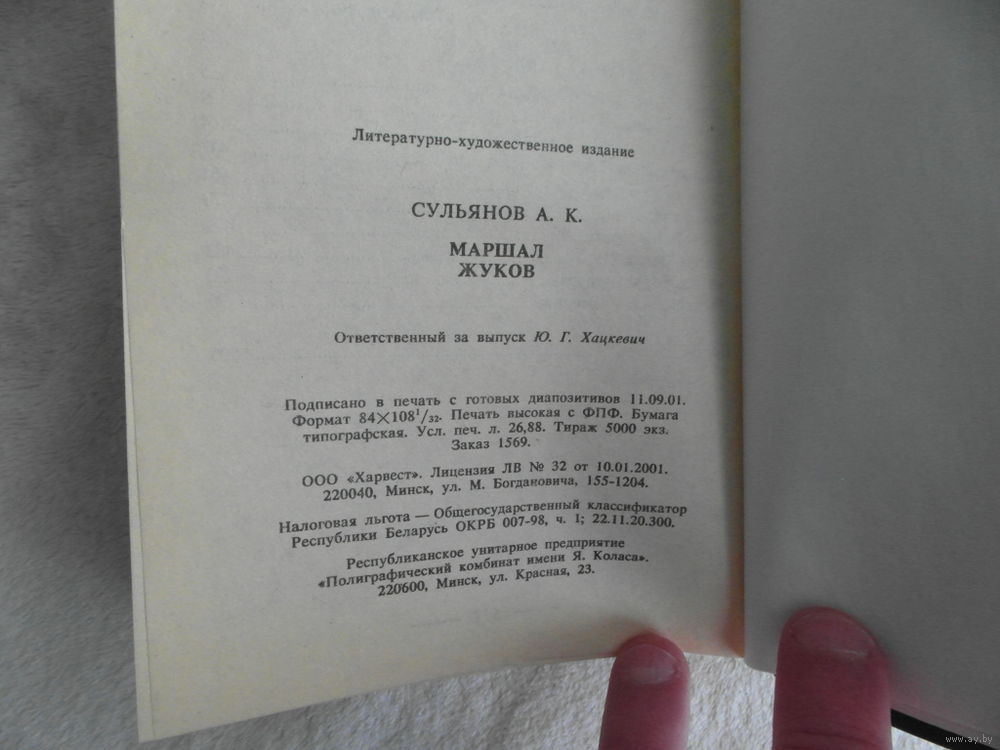 Литературно-художественное издание
СУЛЬЯНОВ А. К.
МАРШАЛ
ЖУКОВ
Ответственный за выпуск Ю. Г. Хацкевич
Подписано в печать с готовых диапозитивов 11.09.01.
Формат 84×108¹/₃₂. Печать высокая с ФПФ. Бумага
типографская. Усл. печ. л. 26,88. Тираж 5000 экз.
Заказ 1569.
ООО «Харвест». Лицензия ЛВ № 32 от 10.01.2001.
220040, Минск, ул. М. Богдановича, 155-1204.
Налоговая льгота — Общегосударственный классификатор
Республики Беларусь ОКРБ 007-98, ч. 1; 22.11.20.300.
Республиканское унитарное предприятие
«Полиграфический комбинат имени Я. Коласа».
220600, Минск, ул. Красная, 23.
www.ay.by